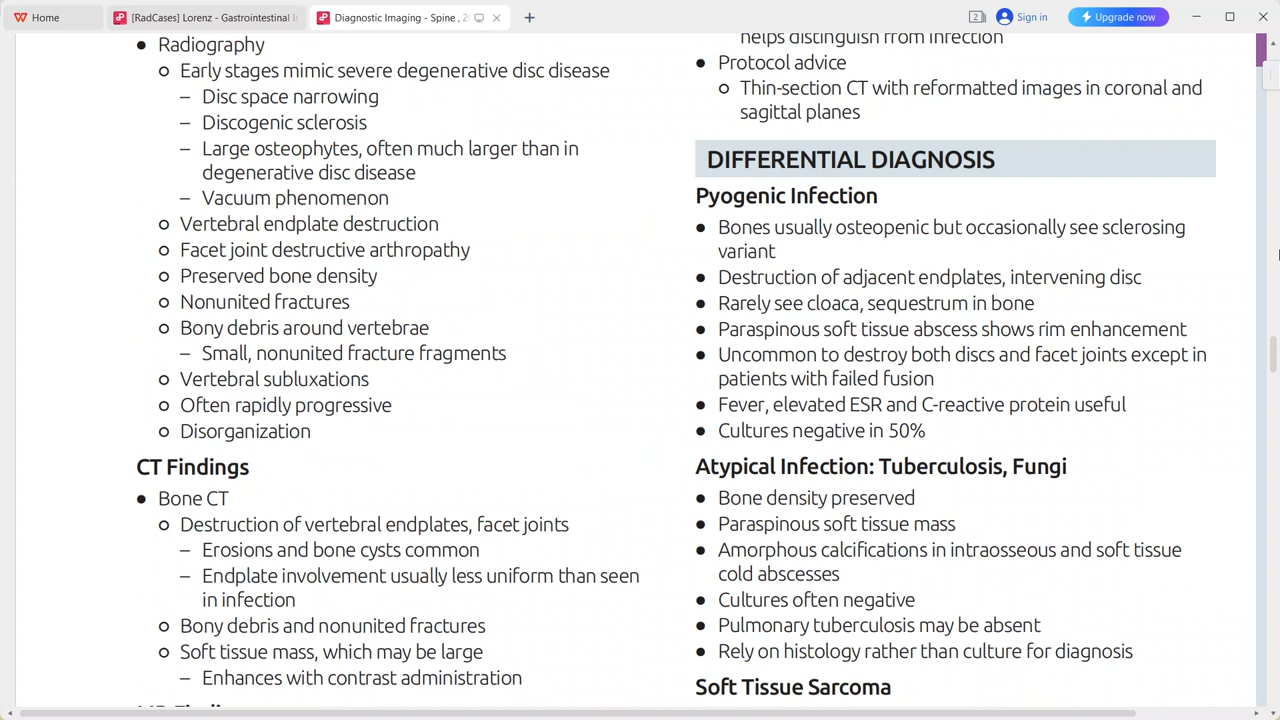 Home
[RadCases] Lorenz - Gastrointestinal
Diagnostic Imaging - Spine , 2
2
Sign in
Upgrade now
● Radiography
○ Early stages mimic severe degenerative disc disease
– Disc space narrowing
– Discogenic sclerosis
– Large osteophytes, often much larger than in
degenerative disc disease
– Vacuum phenomenon
○ Vertebral endplate destruction
○ Facet joint destructive arthropathy
○ Preserved bone density
○ Nonunited fractures
○ Bony debris around vertebrae
– Small, nonunited fracture fragments
○ Vertebral subluxations
○ Often rapidly progressive
○ Disorganization
CT Findings
● Bone CT
○ Destruction of vertebral endplates, facet joints
– Erosions and bone cysts common
– Endplate involvement usually less uniform than seen
in infection
○ Bony debris and nonunited fractures
○ Soft tissue mass, which may be large
– Enhances with contrast administration
helps distinguish from infection
● Protocol advice
○ Thin-section CT with reformatted images in coronal and
sagittal planes
DIFFERENTIAL DIAGNOSIS
Pyogenic Infection
● Bones usually osteopenic but occasionally see sclerosing
variant
● Destruction of adjacent endplates, intervening disc
● Rarely see cloaca, sequestrum in bone
● Paraspinous soft tissue abscess shows rim enhancement
● Uncommon to destroy both discs and facet joints except in
patients with failed fusion
● Fever, elevated ESR and C-reactive protein useful
● Cultures negative in 50%
Atypical Infection: Tuberculosis, Fungi
● Bone density preserved
● Paraspinous soft tissue mass
● Amorphous calcifications in intraosseous and soft tissue
cold abscesses
● Cultures often negative
● Pulmonary tuberculosis may be absent
● Rely on histology rather than culture for diagnosis
Soft Tissue Sarcoma